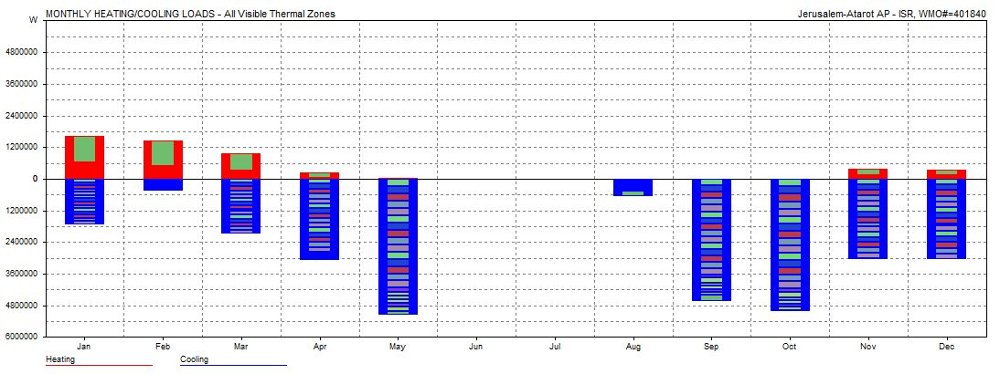 MONTHLY HEATING/COOLING LOADS - All Visible Thermal Zones
Jerusalem-Atarot AP - ISR, WMO#=401840
W
4800000
3600000
2400000
1200000
0
1200000
2400000
3600000
4800000
6000000
Jan Feb Mar Apr May Jun Jul Aug Sep Oct Nov Dec
Heating Cooling